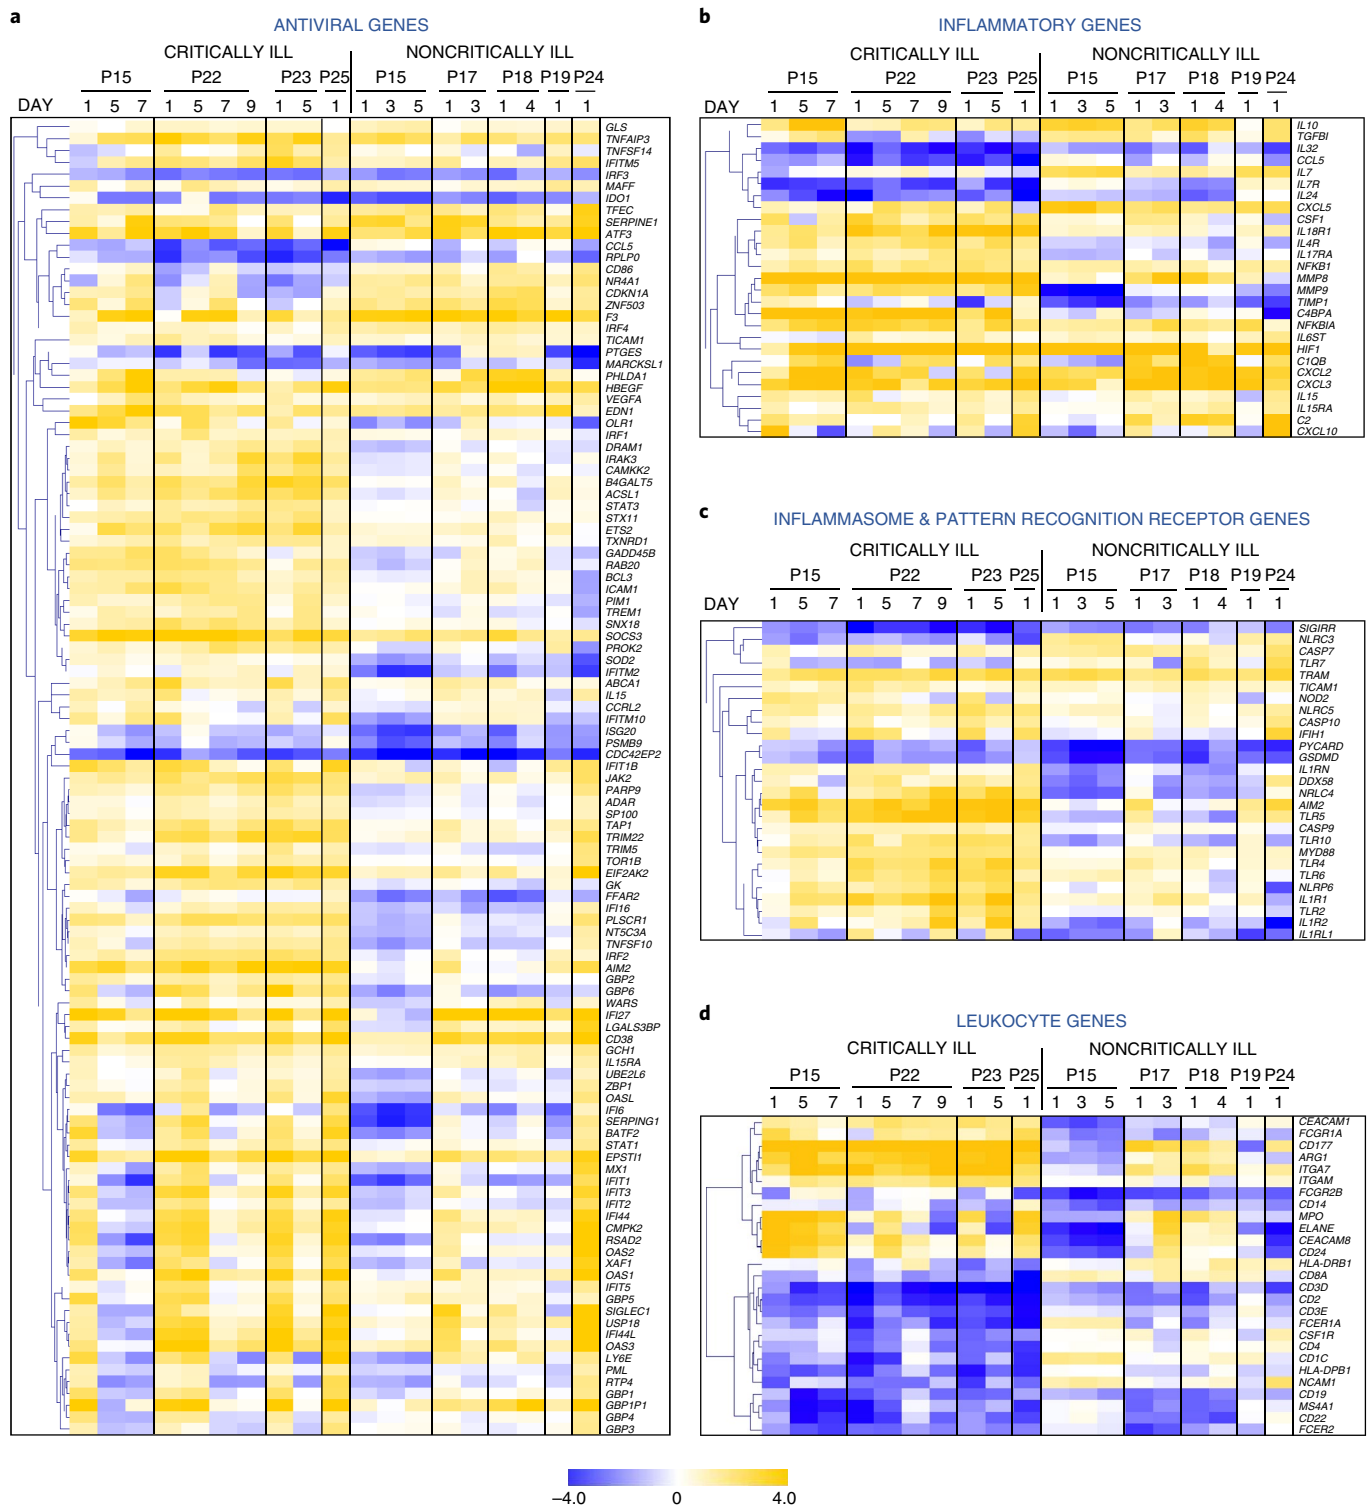 a
ANTIVIRAL GENES
CRITICALLY ILL NONCRITICALLY ILL
P15 P22 P23 P25 P15 P17 P18 P19 P24
DAY 1 5 7 1 5 7 9 1 5 1 1 3 5 1 3 1 4 1 1
GLS
TNFAIP3
TNFSF14
IFITM5
IRF3
MAFF
IDO1
TFEC
SERPINE1
ATF3
CCL5
RPLP0
CD86
NR4A1
CDKN1A
ZNF503
F3
IRF4
TICAM1
PTGES
MARCKSL1
PHLDA1
HBEGF
VEGFA
EDN1
OLR1
IRF1
DRAM1
IRAK3
CAMKK2
B4GALT5
ACSL1
STAT3
STX11
ETS2
TXNRD1
GADD45B
RAB20
BCL3
ICAM1
PIM1
TREM1
SNX18
SOCS3
PROK2
SOD2
IFITM2
ABCA1
IL15
CCRL2
IFITM10
ISG20
PSMB9
CDC42EP2
IFIT1B
JAK2
PARP9
ADAR
SP100
TAP1
TRIM22
TRIM5
TOR1B
EIF2AK2
GK
FFAR2
IFI16
PLSCR1
NT5C3A
TNFSF10
IRF2
AIM2
GBP2
GBP6
WARS
IFI27
LGALS3BP
CD38
GCH1
IL15RA
UBE2L6
ZBP1
OASL
IFI6
SERPING1
BATF2
STAT1
EPSTI1
MX1
IFIT1
IFIT3
IFIT2
IFI44
CMPK2
RSAD2
OAS2
XAF1
OAS1
IFIT5
GBP5
SIGLEC1
USP18
IFI44L
OAS3
LY6E
PML
RTP4
GBP1
GBP1P1
GBP4
GBP3
b
INFLAMMATORY GENES
CRITICALLY ILL NONCRITICALLY ILL
P15 P22 P23 P25 P15 P17 P18 P19 P24
DAY 1 5 7 1 5 7 9 1 5 1 1 3 5 1 3 1 4 1 1
IL10
TGFBI
IL32
CCL5
IL7
IL7R
IL24
CXCL5
CSF1
IL18R1
IL4R
IL17RA
NFKB1
MMP8
MMP9
TIMP1
C4BPA
NFKBIA
IL6ST
HIF1
C1QB
CXCL2
CXCL3
IL15
IL15RA
C2
CXCL10
c
INFLAMMASOME & PATTERN RECOGNITION RECEPTOR GENES
CRITICALLY ILL NONCRITICALLY ILL
P15 P22 P23 P25 P15 P17 P18 P19 P24
DAY 1 5 7 1 5 7 9 1 5 1 1 3 5 1 3 1 4 1 1
SIGIRR
NLRC3
CASP7
TLR7
TRAM
TICAM1
NOD2
NLRC5
CASP10
IFIH1
PYCARD
GSDMD
IL1RN
DDX58
NRLC4
AIM2
TLR5
CASP9
TLR10
MYD88
TLR4
TLR6
NLRP6
IL1R1
TLR2
IL1R2
IL1RL1
d
LEUKOCYTE GENES
CRITICALLY ILL NONCRITICALLY ILL
P15 P22 P23 P25 P15 P17 P18 P19 P24
1 5 7 1 5 7 9 1 5 1 1 3 5 1 3 1 4 1 1
CEACAM1
FCGR1A
CD177
ARG1
ITGA7
ITGAM
FCGR2B
CD14
MPO
ELANE
CEACAM8
CD24
HLA-DRB1
CD8A
CD3D
CD2
CD3E
FCER1A
CSF1R
CD4
CD1C
HLA-DPB1
NCAM1
CD19
MS4A1
CD22
FCER2
–4.0 0 4.0